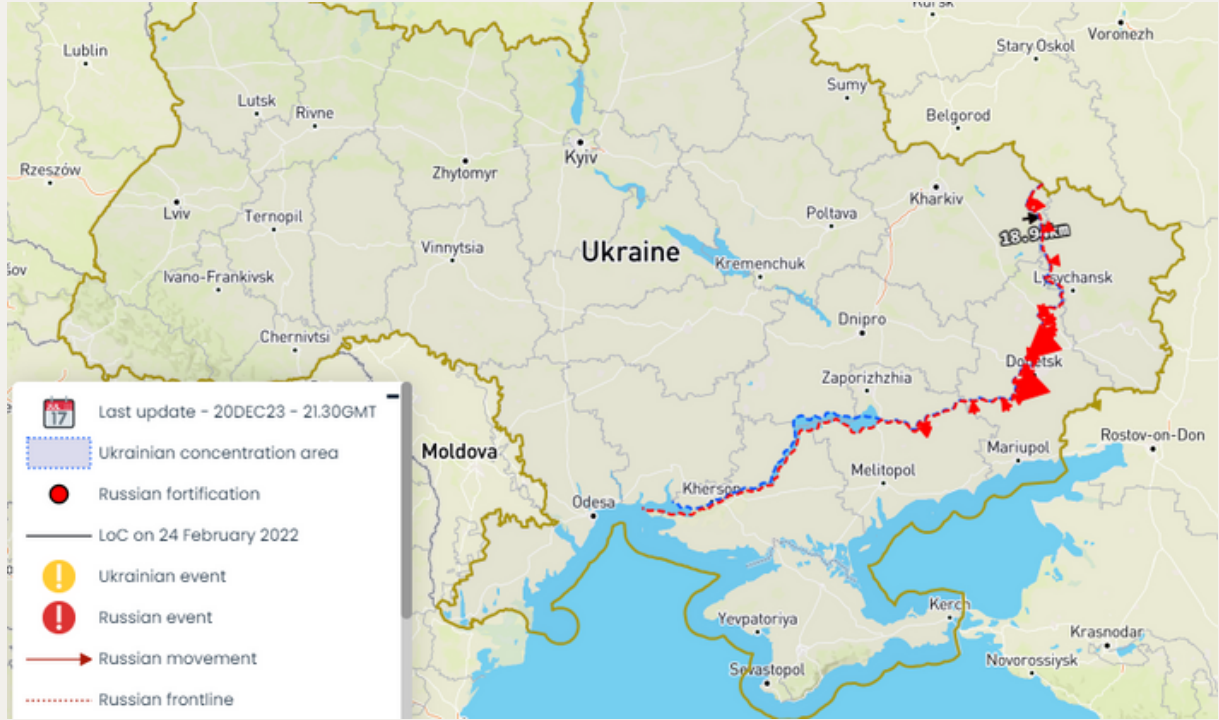 Kursk
Voronezh
Stary Oskol
Lublin
Sumy
Lutsk
Rivne
Belgorod
Kyiv
Rzeszów
Zhytomyr
Kharkiv
Lviv
Ternopil
Poltava
18.9 km
Vinnytsia
Ukraine
Kremenchuk
Ivano-Frankivsk
Lysychansk
Dnipro
Chernivtsi
Donetsk
Zaporizhzhia
JUL
17
Last update - 20DEC23 - 21.30GMT
Ukrainian concentration area
Moldova
Rostov-on-Don
Mariupol
Melitopol
Kherson
Odesa
Russian fortification
LoC on 24 February 2022
Ukrainian event
Russian event
Kerch
Yevpatoriya
Krasnodar
Russian movement
Novorossiysk
Sevastopol
Russian frontline